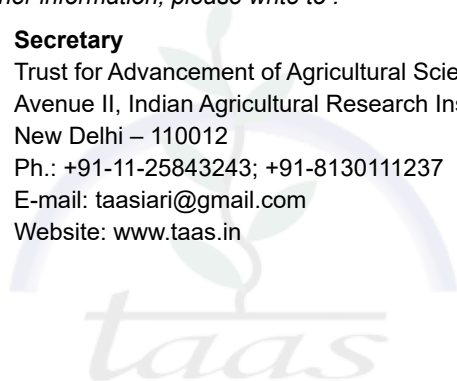 information, please write to :
Secretary
Trust for Advancement of Agricultural
Avenue II, Indian Agricultural Research
New Delhi – 110012
Ph.: +91-11-25843243; +91-8130111237
E-mail: taasiari@gmail.com
Website: www.taas.in
taas